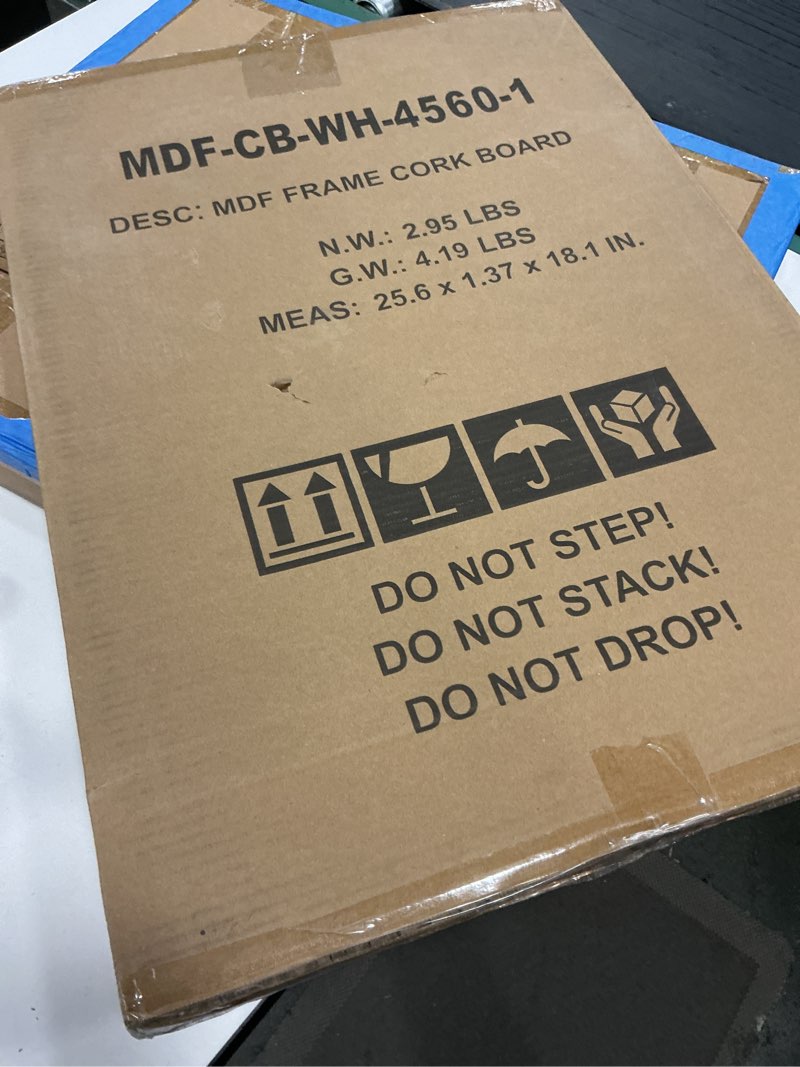 MDF-CB-WH-4560-1
DESC: MDF FRAME CORK BOARD
N.W.: 2.95 LBS
G.W.: 4.19 LBS
MEAS: 25.6 x 1.37 x 18.1 IN.
DO NOT STEP!
DO NOT STACK!
DO NOT DROP!